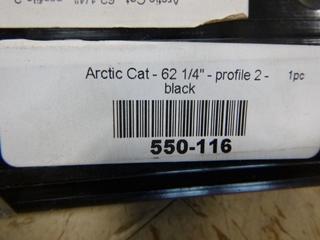 Arctic Cat - 62 1/4" - profile 2 - 1pc
black
550-116